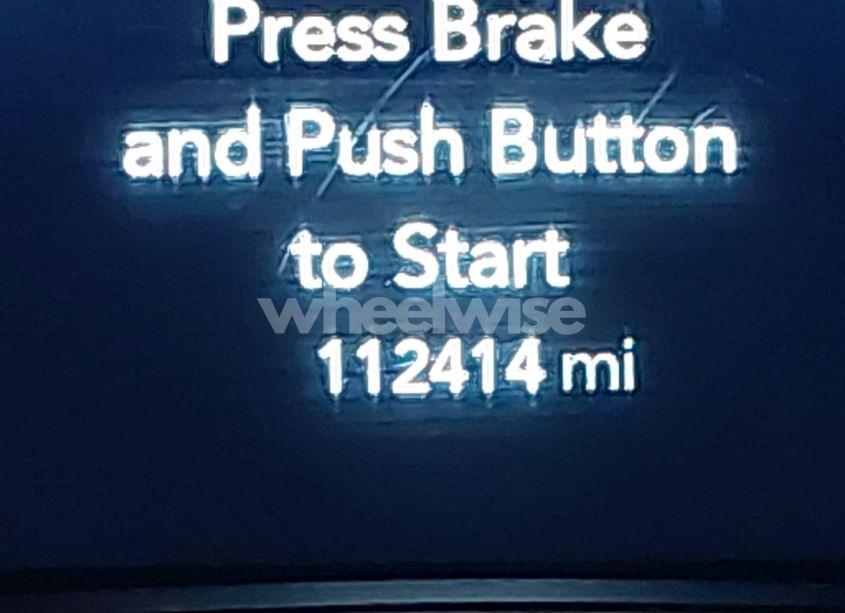 Press Brake
and Push Button
to Start
wheelwise
112414 mi